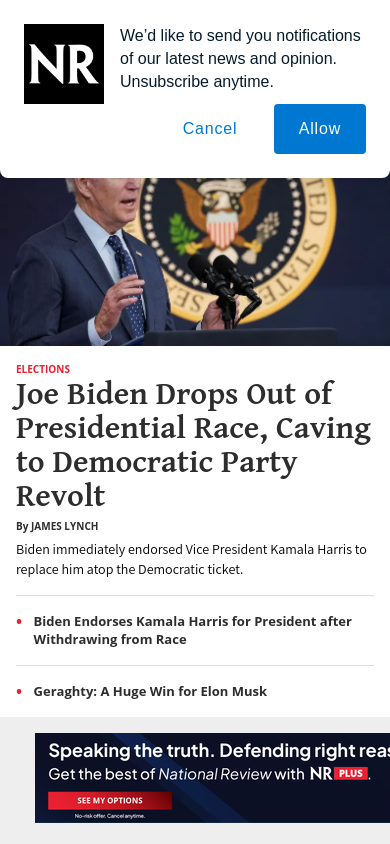 NR
We'd like to send you notifications
of our latest news and opinion.
Unsubscribe anytime.
Cancel
Allow
ELECTIONS
Joe Biden Drops Out of
Presidential Race, Caving
to Democratic Party
Revolt
By JAMES LYNCH
Biden immediately endorsed Vice President Kamala Harris to
replace him atop the Democratic ticket.
• Biden Endorses Kamala Harris for President after
Withdrawing from Race
• Geraghty: A Huge Win for Elon Musk
Speaking the truth. Defending right reas
Get the best of National Review with NR PLUS.
SEE MY OPTIONS
No-risk offer. Cancel anytime.